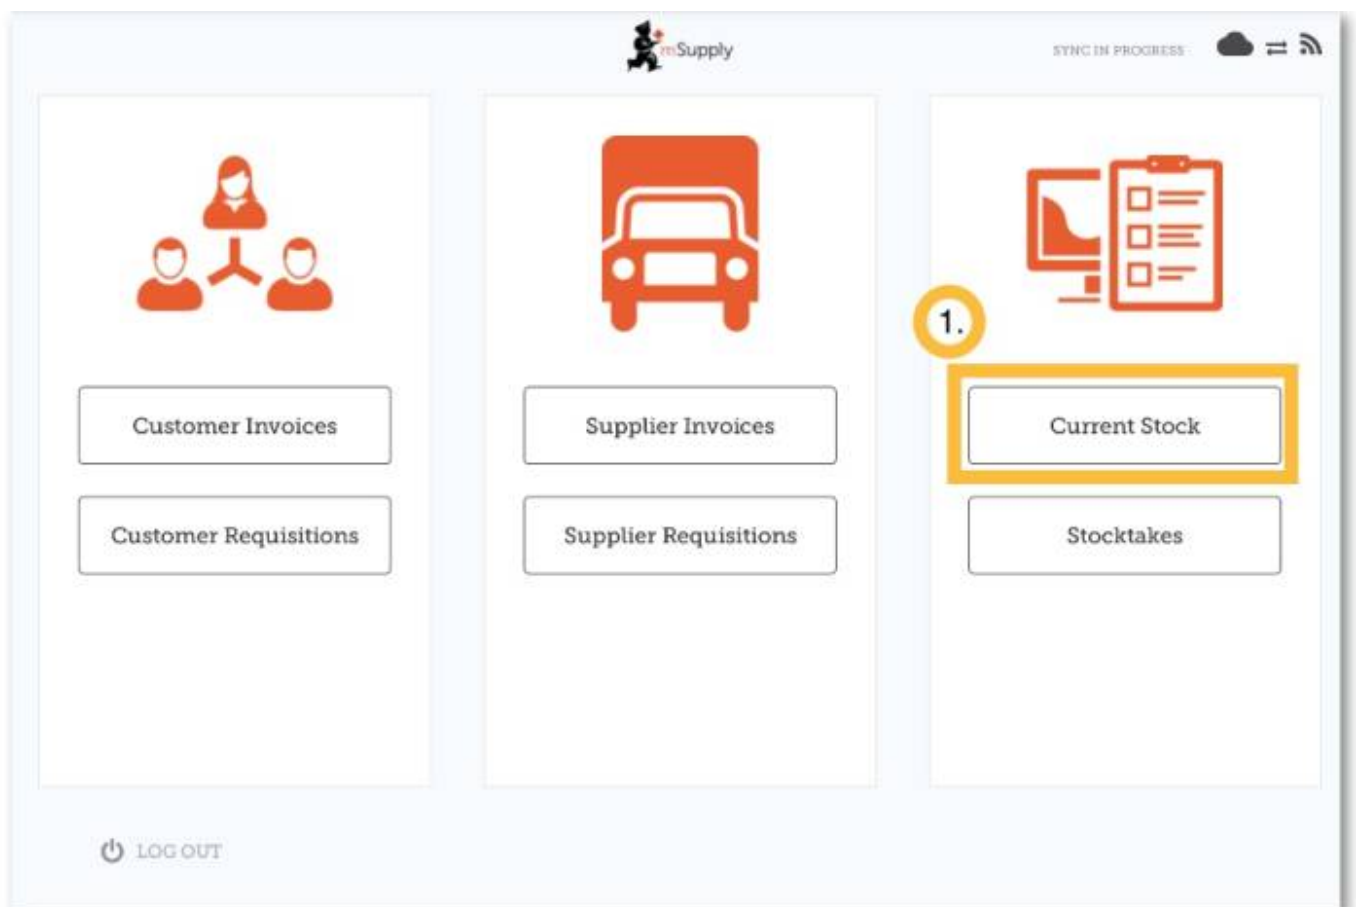 mSupply
SYNC IN PROGRESS
1.
Customer Invoices
Supplier Invoices
Current Stock
Customer Requisitions
Supplier Requisitions
Stocktakes
LOG OUT